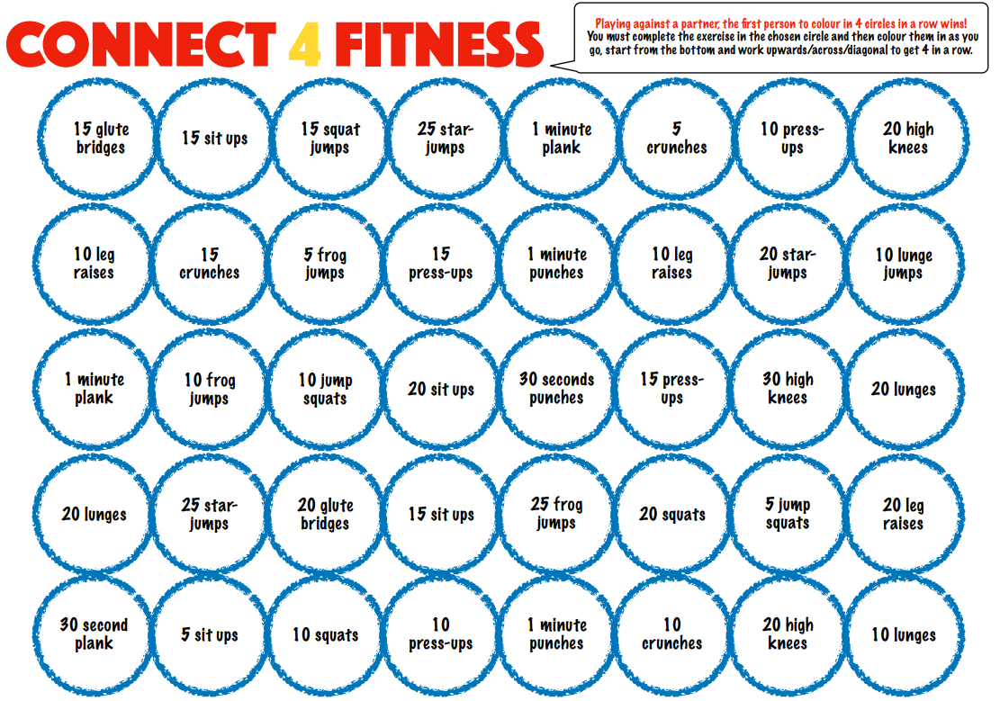 CONNECT 4 FITNESS
Playing against a partner, the first person to colour in 4 circles in a row wins!
You must complete the exercise in the chosen circle and then colour them in as you
go, start from the bottom and work upwards/across/diagonal to get 4 in a row.
15 glute
bridges
15 sit ups
15 squat
jumps
25 star-
jumps
1 minute
plank
5
crunches
10 press-
ups
20 high
knees
10 leg
raises
15
crunches
5 frog
jumps
15
press-ups
1 minute
punches
10 leg
raises
20 star-
jumps
10 lunge
jumps
1 minute
plank
10 frog
jumps
10 jump
squats
20 sit ups
30 seconds
punches
15 press-
ups
30 high
knees
20 lunges
20 lunges
25 star-
jumps
20 glute
bridges
15 sit ups
25 frog
jumps
20 squats
5 jump
squats
20 leg
raises
30 second
plank
5 sit ups
10 squats
10
press-ups
1 minute
punches
10
crunches
20 high
knees
10 lunges